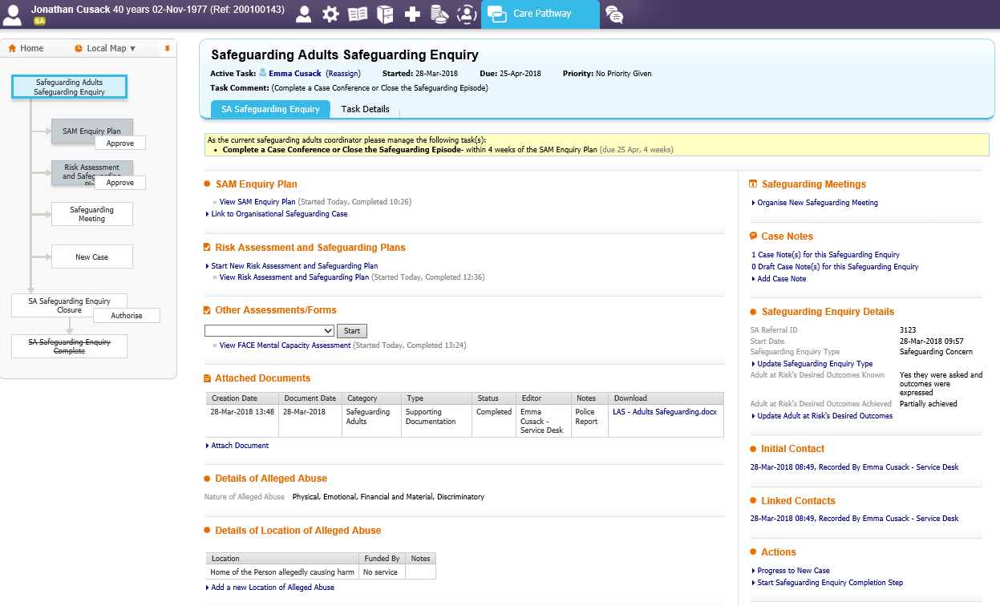 Jonathan Cusack 40 years 02-Nov-1977 (Ref: 200100143)
SA
Care Pathway
Home
Local Map ▼
Safeguarding Adults
Safeguarding Enquiry
SAM Enquiry Plan
Approve
Risk Assessment
and Safeguarding
Approve
Safeguarding
Meeting
New Case
SA Safeguarding Enquiry
Closure
Authorise
SA Safeguarding Enquiry
Complete
Safeguarding Adults Safeguarding Enquiry
Active Task: Emma Cusack (Reassign) Started: 28-Mar-2018 Due: 25-Apr-2018 Priority: No Priority Given
Task Comment: (Complete a Case Conference or Close the Safeguarding Episode)
SA Safeguarding Enquiry Task Details
As the current safeguarding adults coordinator please manage the following task(s):
• Complete a Case Conference or Close the Safeguarding Episode- within 4 weeks of the SAM Enquiry Plan (due 25 Apr, 4 weeks)
SAM Enquiry Plan
View SAM Enquiry Plan (Started Today, Completed 10:26)
Link to Organisational Safeguarding Case
Risk Assessment and Safeguarding Plans
Start New Risk Assessment and Safeguarding Plan
View Risk Assessment and Safeguarding Plan (Started Today, Completed 12:36)
Other Assessments/Forms
Start
View FACE Mental Capacity Assessment (Started Today, Completed 13:24)
Attached Documents
Creation Date Document Date Category Type Status Editor Notes Download
28-Mar-2018 13:48 28-Mar-2018 Safeguarding Supporting Completed Emma Police LAS - Adults Safeguarding.docx
Adults Documentation Cusack - Report
Service Desk
Attach Document
Details of Alleged Abuse
Nature of Alleged Abuse Physical, Emotional, Financial and Material, Discriminatory
Details of Location of Alleged Abuse
Location Funded By Notes
Home of the Person allegedly causing harm No service
Add a new Location of Alleged Abuse
Safeguarding Meetings
Organise New Safeguarding Meeting
Case Notes
1 Case Note(s) for this Safeguarding Enquiry
0 Draft Case Note(s) for this Safeguarding Enquiry
Add Case Note
Safeguarding Enquiry Details
SA Referral ID 3123
Start Date 28-Mar-2018 09:57
Safeguarding Enquiry Type Safeguarding Concern
Update Safeguarding Enquiry Type
Adult at Risk's Desired Outcomes Known Yes they were asked and
outcomes were
expressed
Adult at Risk's Desired Outcomes Achieved Partially achieved
Update Adult at Risk's Desired Outcomes
Initial Contact
28-Mar-2018 08:49, Recorded By Emma Cusack - Service Desk
Linked Contacts
28-Mar-2018 08:49, Recorded By Emma Cusack - Service Desk
Actions
Progress to New Case
Start Safeguarding Enquiry Completion Step